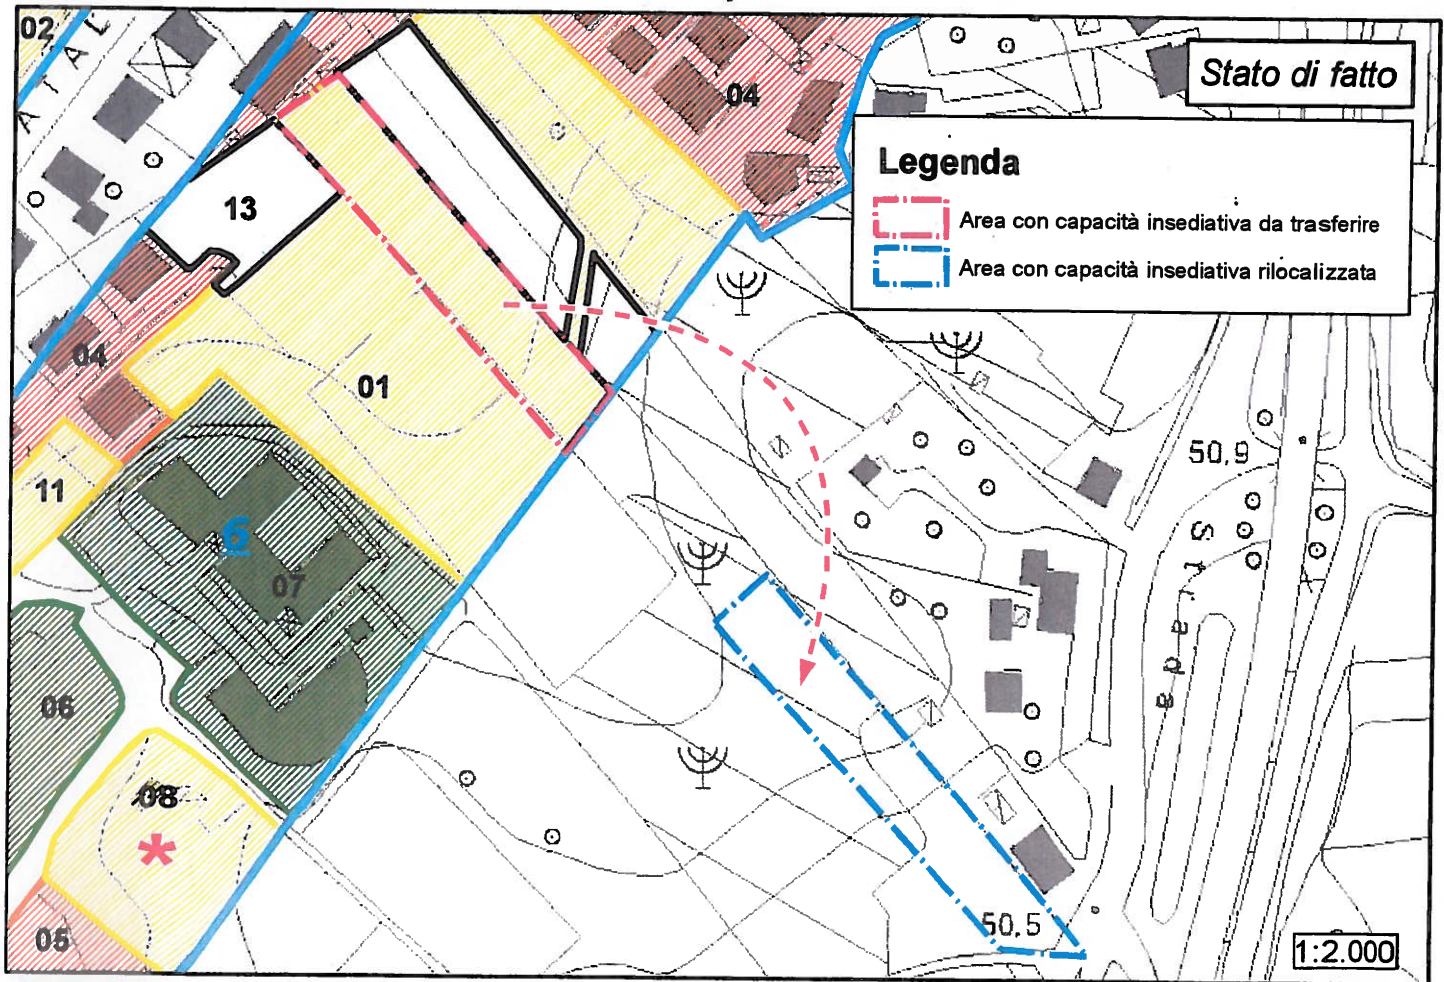 02
A T A L
Stato di fatto
04
Legenda
Area con capacità insediativa da trasferire
Area con capacità insediativa rilocalizzata
13
04
01
50,9
11
6
07
Strada
06
08
*
05
50,5
1:2.000